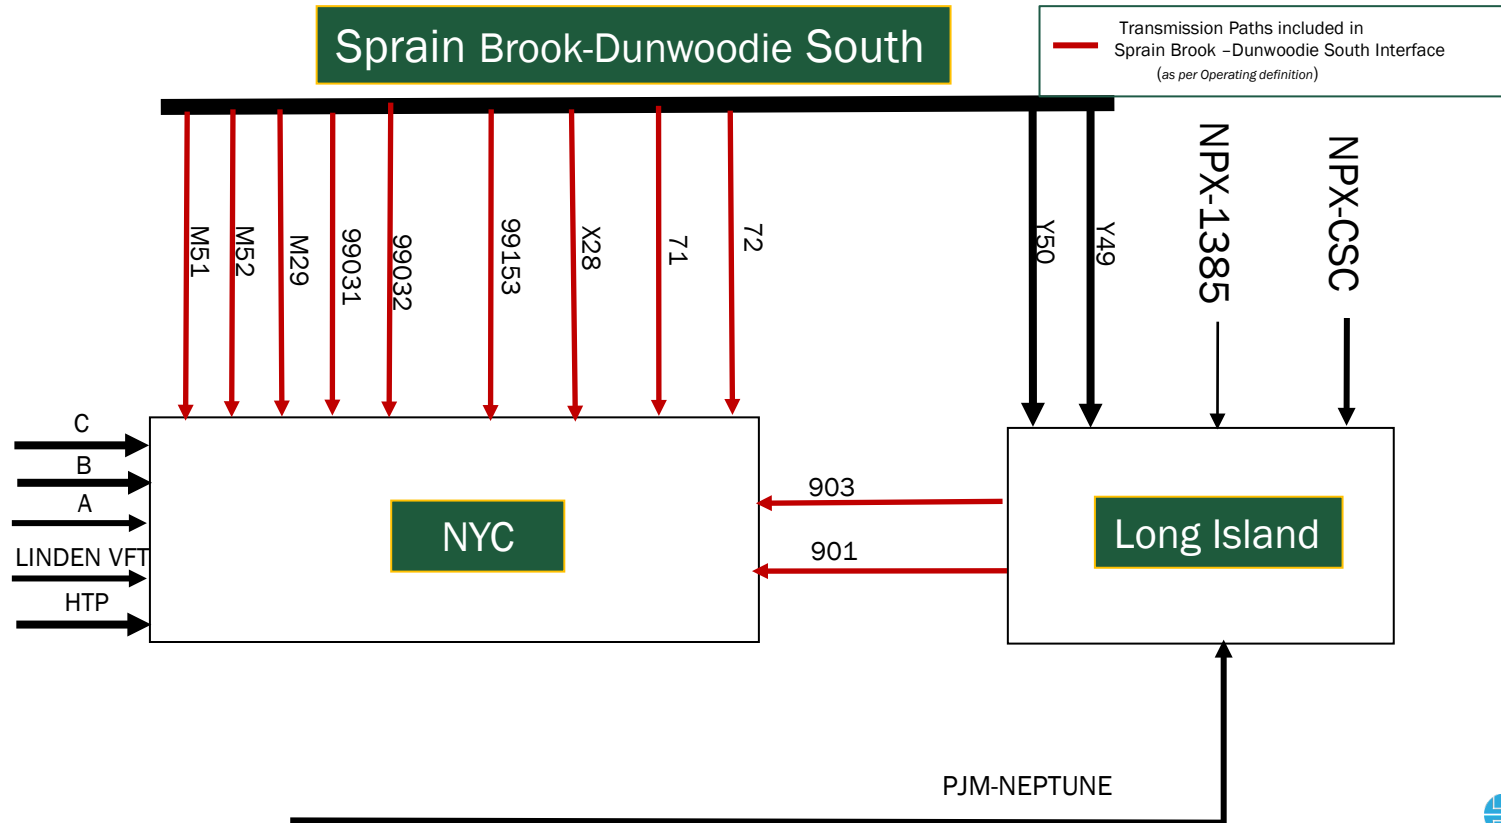 Sprain Brook-Dunwoodie South
Transmission Paths included in
Sprain Brook –Dunwoodie South Interface
(as per Operating definition)
M51
M52
M29
99031
99032
99153
X28
71
72
Y50
Y49
NPX-1385
NPX-CSC
C
B
A
LINDEN VFT
HTP
NYC
903
901
Long Island
PJM-NEPTUNE